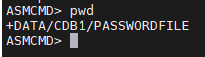 ASMCMD> pwd
+DATA/CDB1/PASSWORDFILE
ASMCMD>